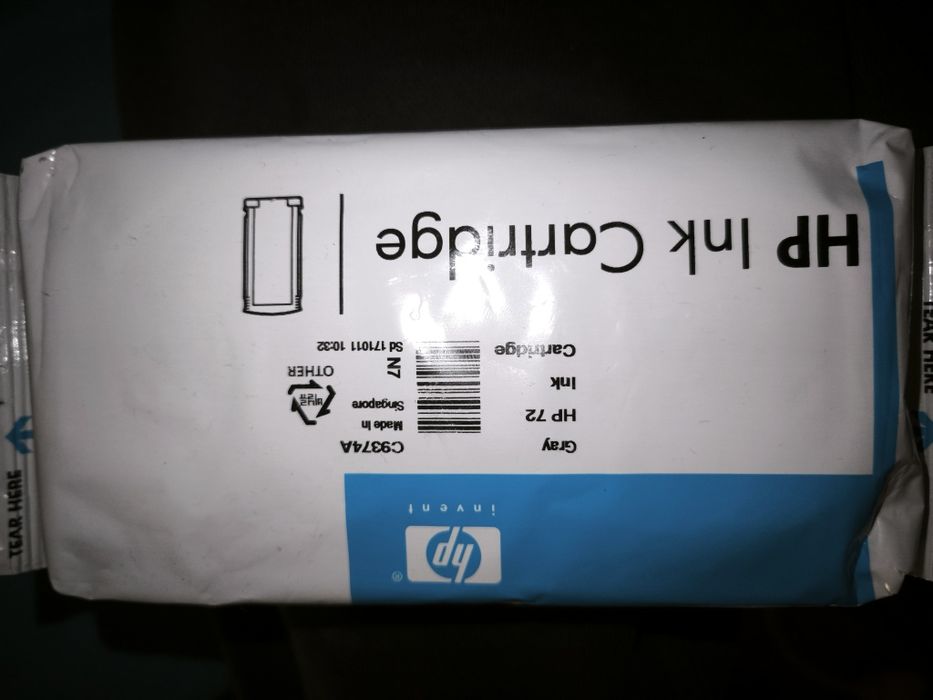 hp
®
invent
Gray
HP 72
Ink
Cartridge
C9374A
Made in
Singapore
N7
Sd 171011 10:32
OTHER
HP Ink Cartridge
TEAR HERE
TEAR HERE